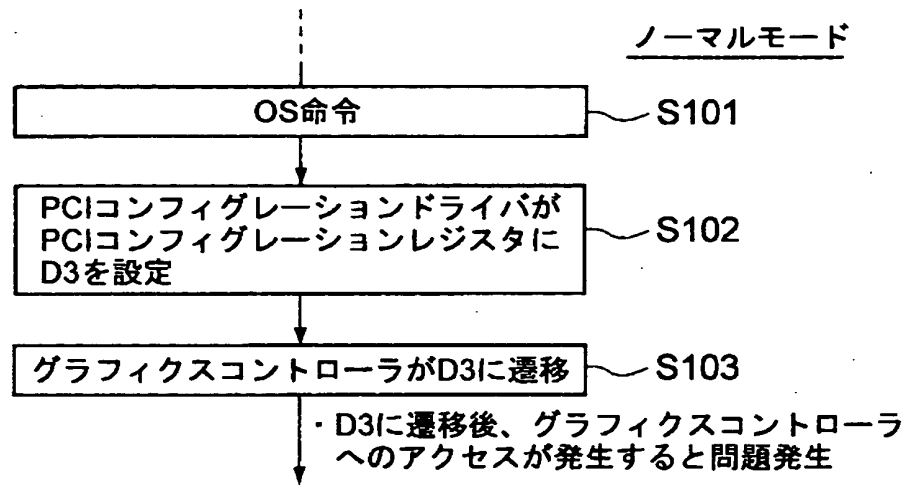 ノーマルモード
OS命令
S101
PCIコンフィグレーションドライバが
PCIコンフィグレーションレジスタに
D3を設定
S102
グラフィクスコントローラがD3に遷移
S103
・D3に遷移後、グラフィクスコントローラ
へのアクセスが発生すると問題発生